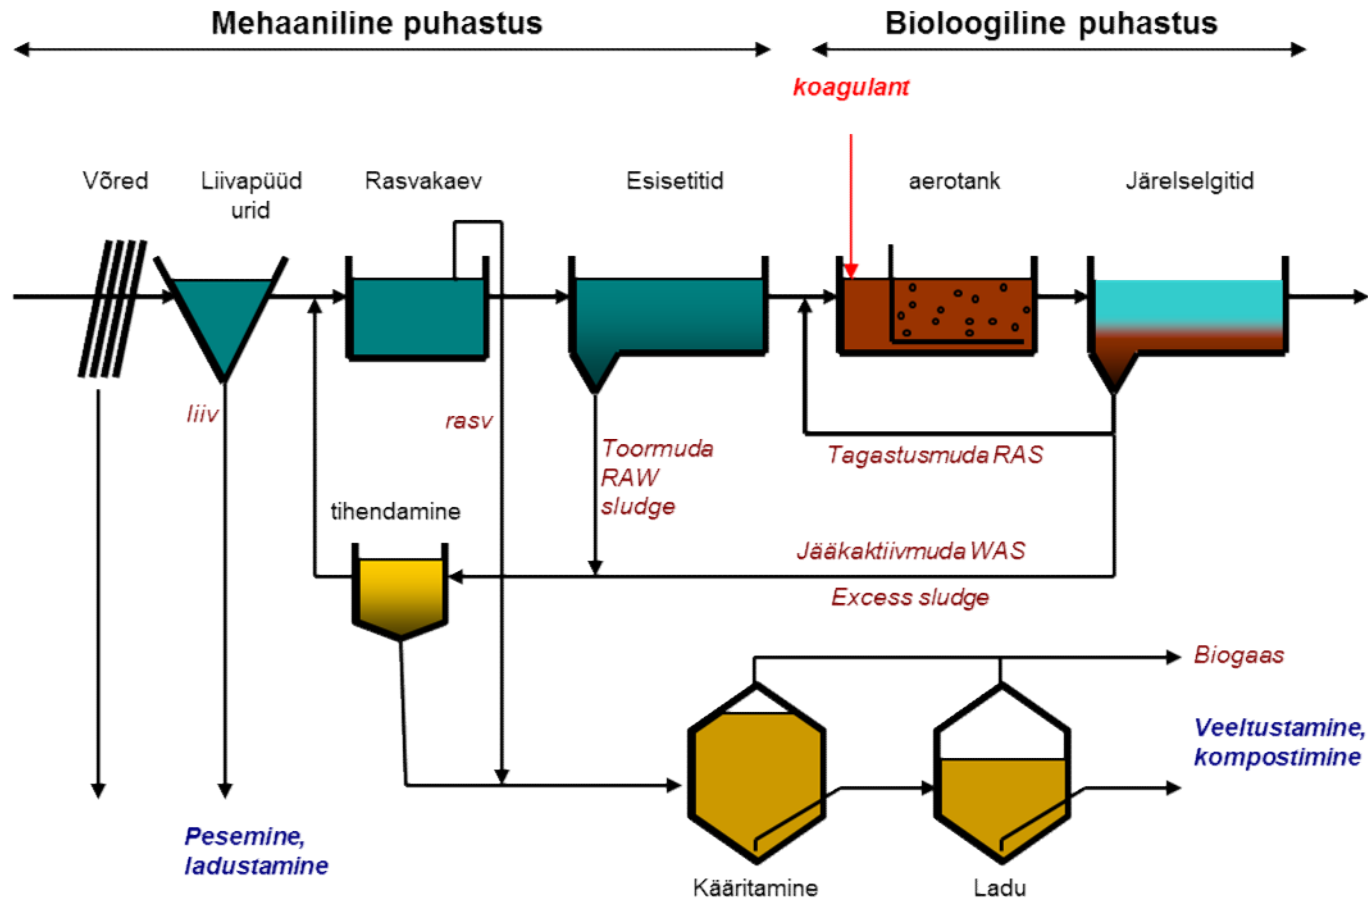 Mehaaniline puhastus
Bioloogiline puhastus
koagulant
Võred
Liivapüüd
urid
Rasvakaev
Esisetitid
aerotank
Järelselgitid
liiv
rasv
Toormuda
RAW
sludge
Tagastusmuda RAS
tihendamine
Jääkaktiivmuda WAS
Excess sludge
Biogaas
Veeltustamine,
kompostimine
Pesemine,
ladustamine
Kääritamine
Ladu